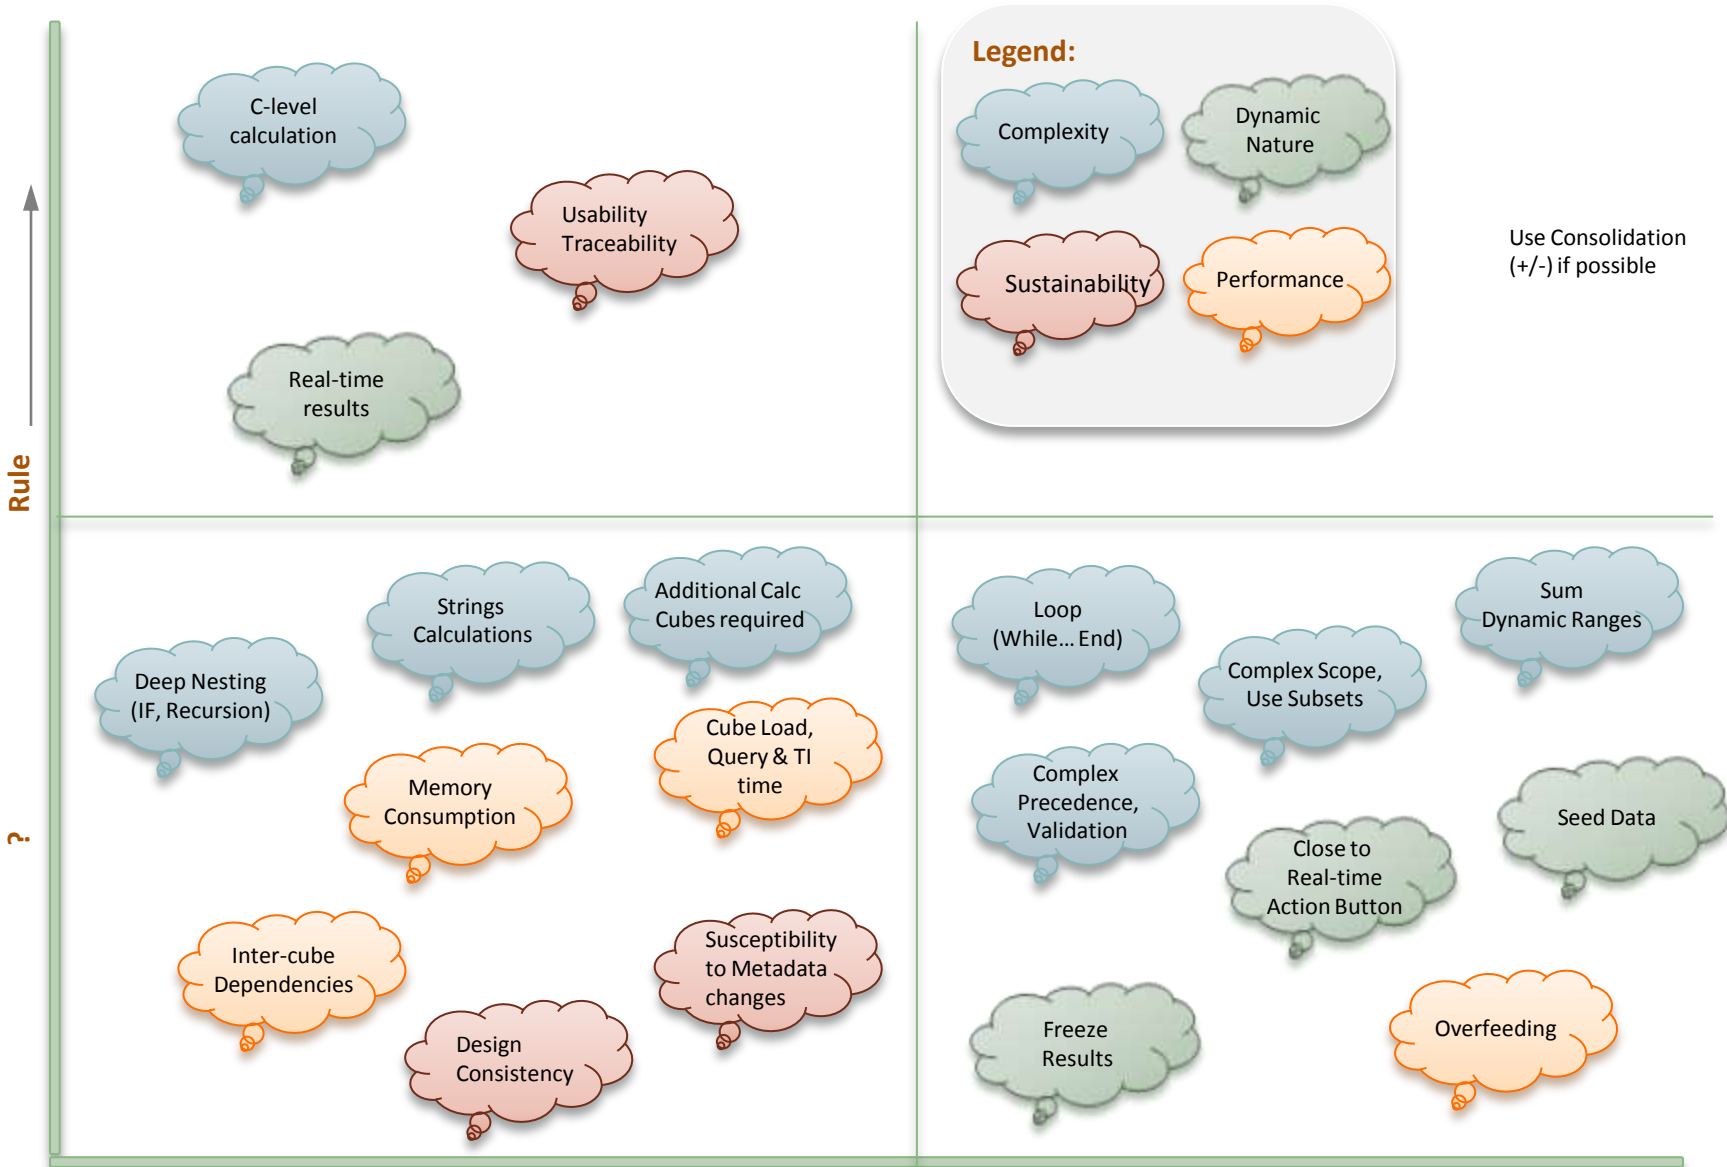 C-level
calculation
Usability
Traceability
Real-time
results
Legend:
Complexity
Dynamic
Nature
Sustainability
Performance
Use Consolidation
(+/-) if possible
Rule
?
Deep Nesting
(IF, Recursion)
Strings
Calculations
Additional Calc
Cubes required
Memory
Consumption
Cube Load,
Query & TI
time
Inter-cube
Dependencies
Design
Consistency
Susceptibility
to Metadata
changes
Loop
(While... End)
Complex Scope,
Use Subsets
Sum
Dynamic Ranges
Complex
Precedence,
Validation
Close to
Real-time
Action Button
Seed Data
Freeze
Results
Overfeeding